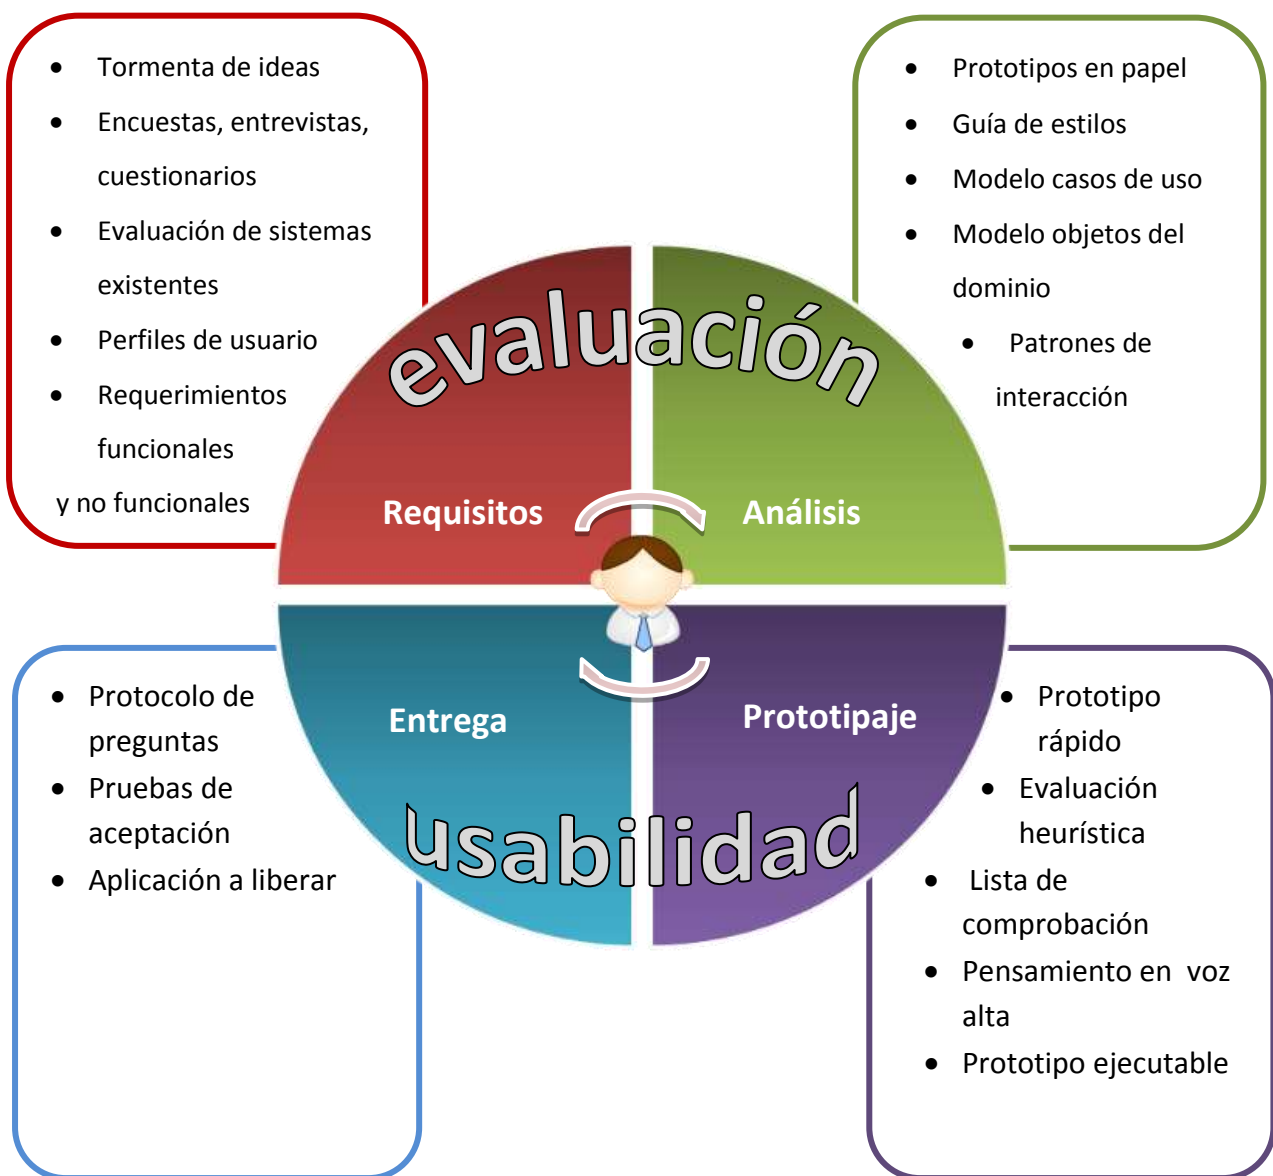 • Tormenta de ideas
• Encuestas, entrevistas,
cuestionarios
• Evaluación de sistemas
existentes
• Perfiles de usuario
• Requerimientos
funcionales
y no funcionales
• Prototipos en papel
• Guía de estilos
• Modelo casos de uso
• Modelo objetos del
dominio
• Patrones de
interacción
evaluación
Requisitos
Análisis
Entrega
Prototipaje
usabilidad
• Protocolo de
preguntas
• Pruebas de
aceptación
• Aplicación a liberar
• Prototipo
rápido
• Evaluación
heurística
• Lista de
comprobación
• Pensamiento en voz
alta
• Prototipo ejecutable